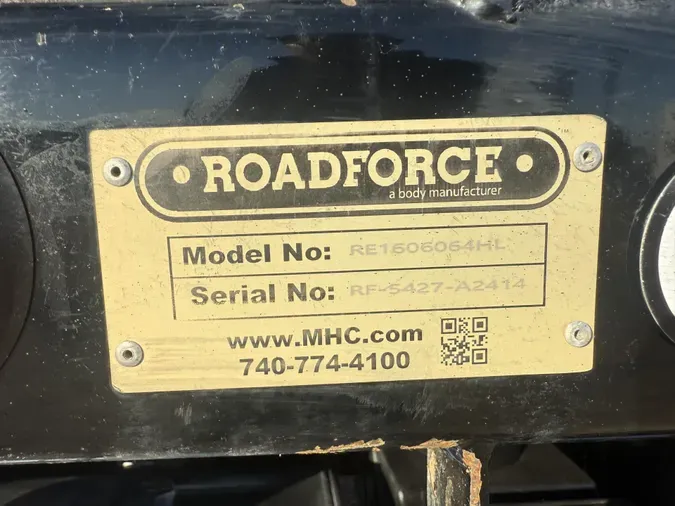 • ROADFORCE •
a body manufacturer
Model No: RE1606064HL
Serial No: RF-5427-A2414
www.MHC.com
740-774-4100